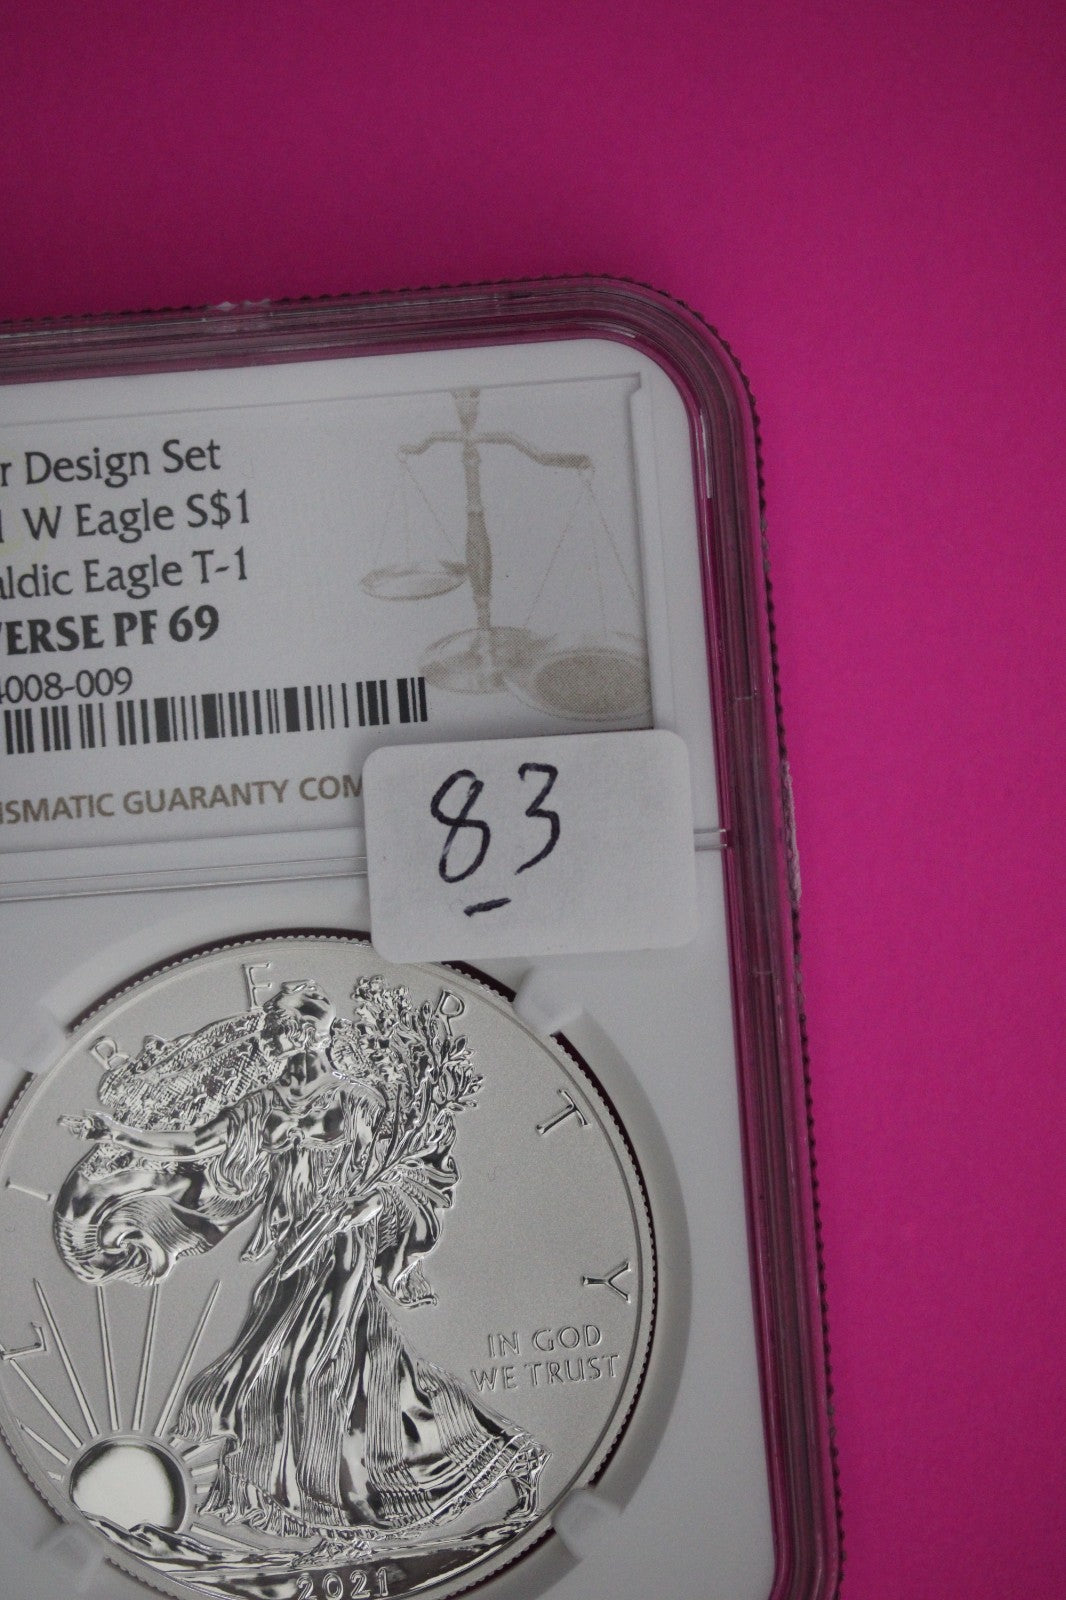 r Design Set
1 W Eagle S$1
aldic Eagle T-1
VERSE PF 69
4008-009
ISMATIC GUARANTY COM
83
LIBERTY
IN GOD
WE TRUST
2021